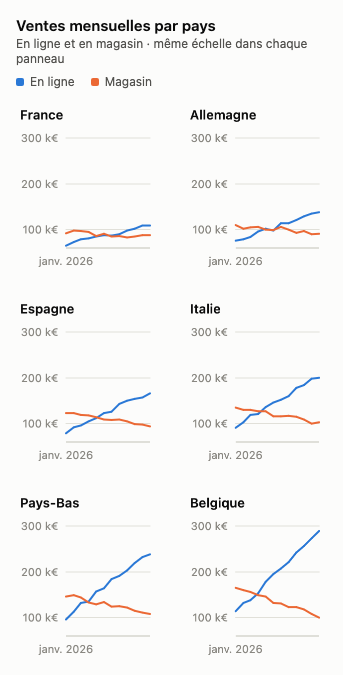 Ventes mensuelles par pays
En ligne et en magasin · même échelle dans chaque
panneau
En ligne
Magasin
France
300 k€
200 k€
100 k€
janv. 2026
Allemagne
300 k€
200 k€
100 k€
janv. 2026
Espagne
300 k€
200 k€
100 k€
janv. 2026
Italie
300 k€
200 k€
100 k€
janv. 2026
Pays-Bas
300 k€
200 k€
100 k€
janv. 2026
Belgique
300 k€
200 k€
100 k€
janv. 2026